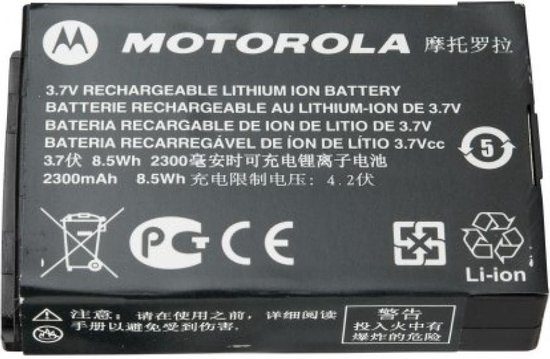 MOTOROLA 摩托罗拉
3.7V RECHARGEABLE LITHIUM ION BATTERY
BATTERIE RECHARGEABLE AU LITHIUM-ION DE 3.7V
BATERIA RECARGABLE DE ION DE LITIO DE 3.7V
BATERIA RECARREGÁVEL DE ÍON DE LÍTIO 3.7Vcc
3.7伏 8.5Wh 2300毫安时可充电锂离子电池
2300mAh 8.5Wh 充电限制电压：4.2伏
5
PG CE
Li-ion
注意：请在使用之前，详细阅读
手册以避免受到伤害。
警告
投入火中有
爆炸的危险